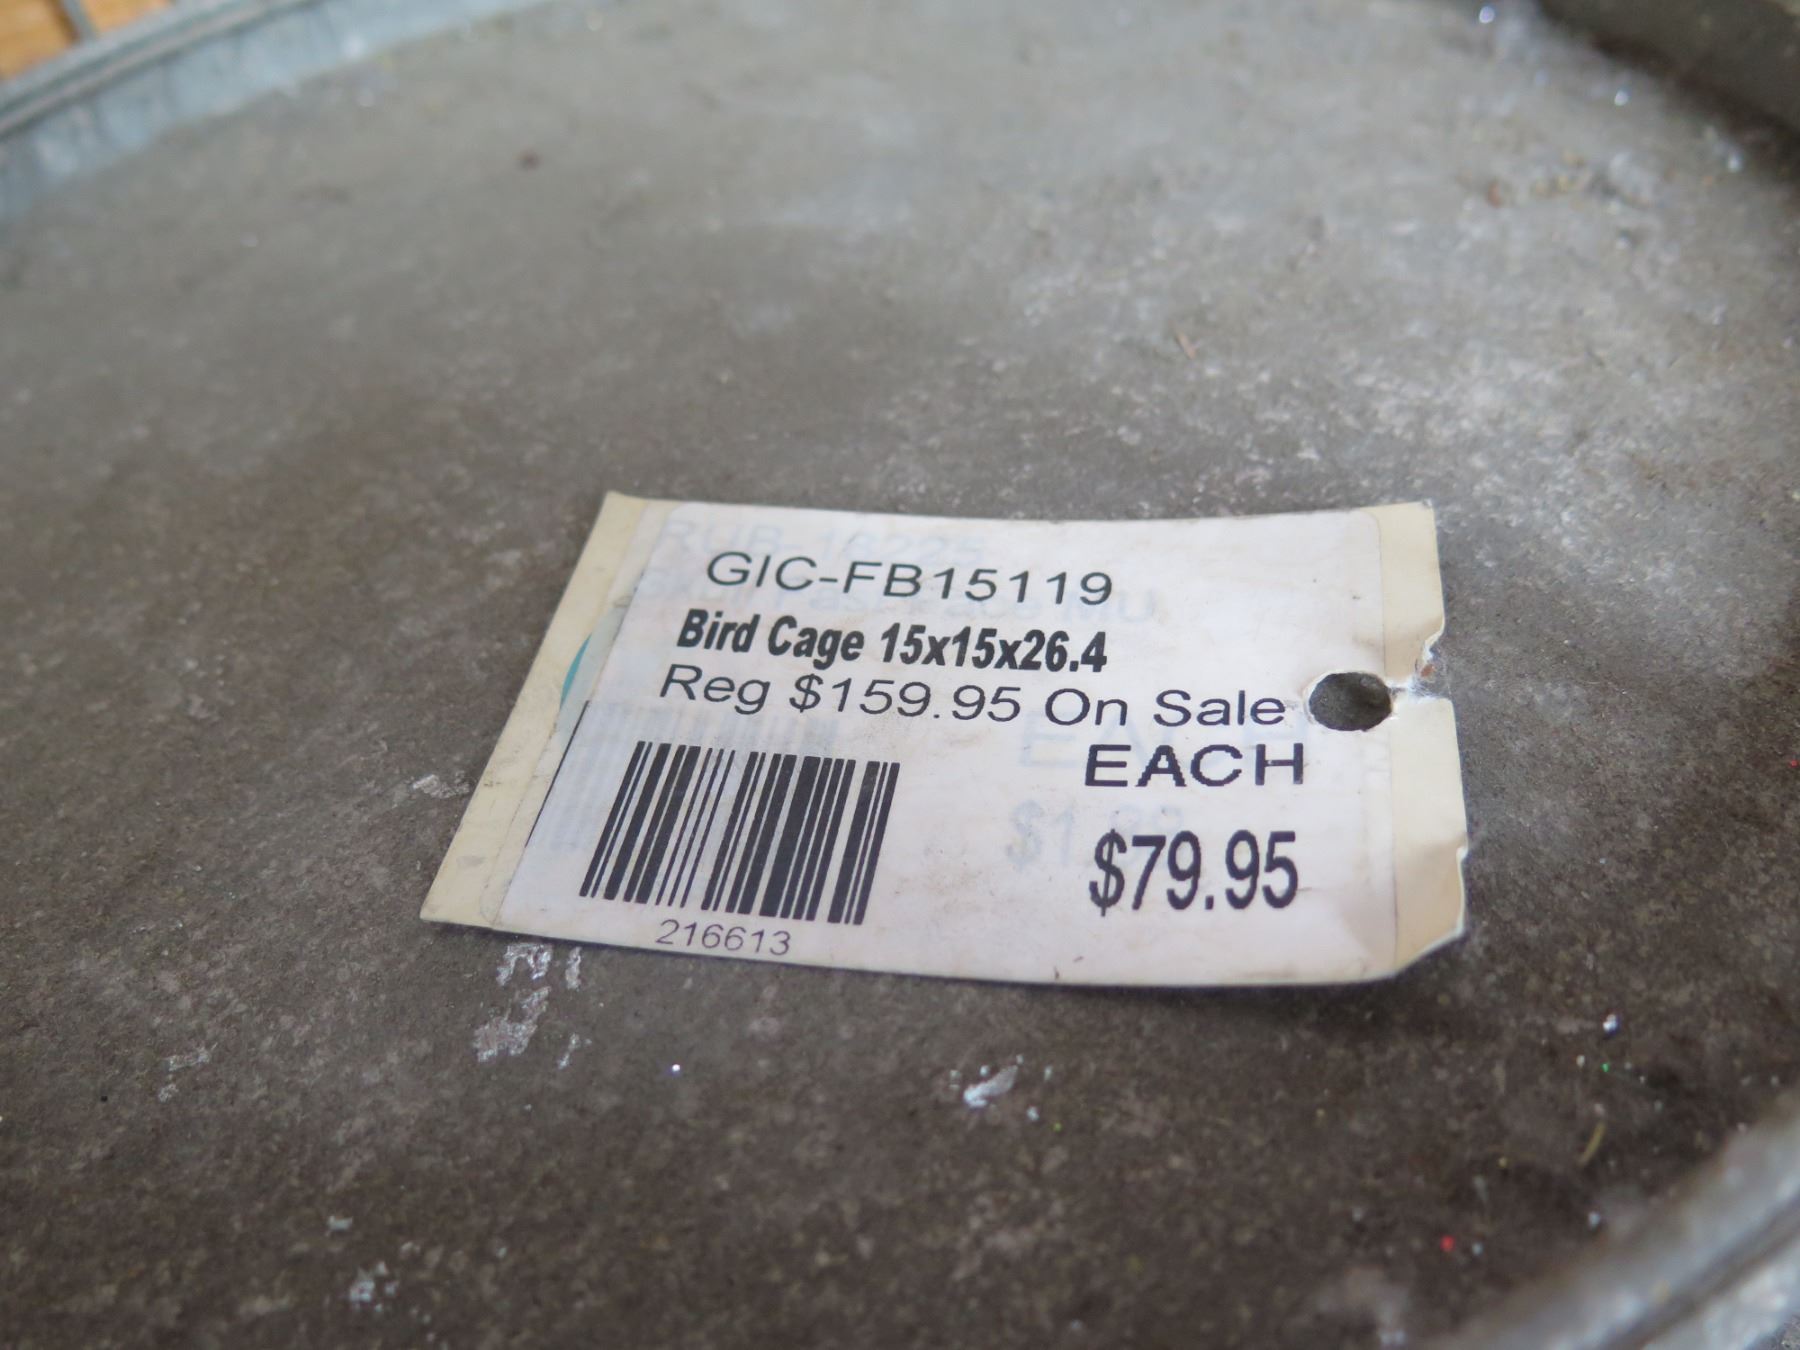 GIC-FB15119
Bird Cage 15x15x26.4
Reg $159.95 On Sale
EACH
$79.95
216613